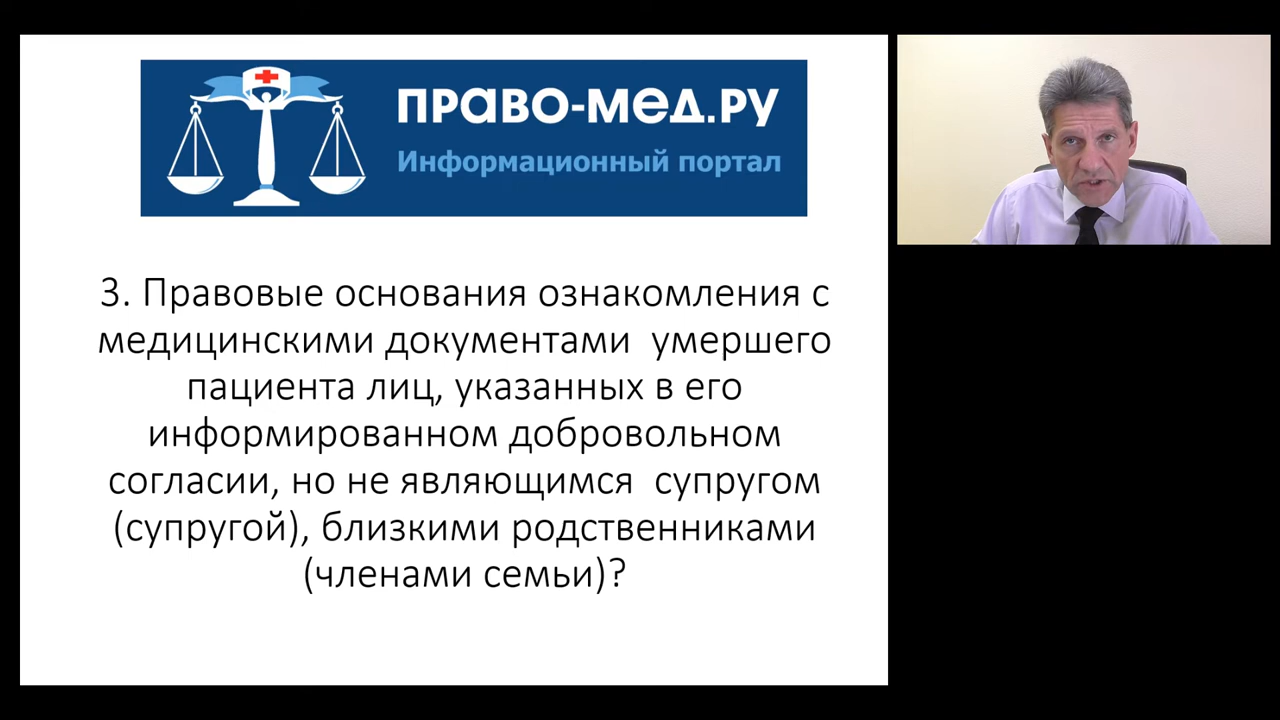 ПРАВО-МЕД.РУ
Информационный портал
3. Правовые основания ознакомления с
медицинскими документами  умершего
пациента лиц, указанных в его
информированном добровольном
согласии, но не являющимся  супругом
(супругой), близкими родственниками
(членами семьи)?